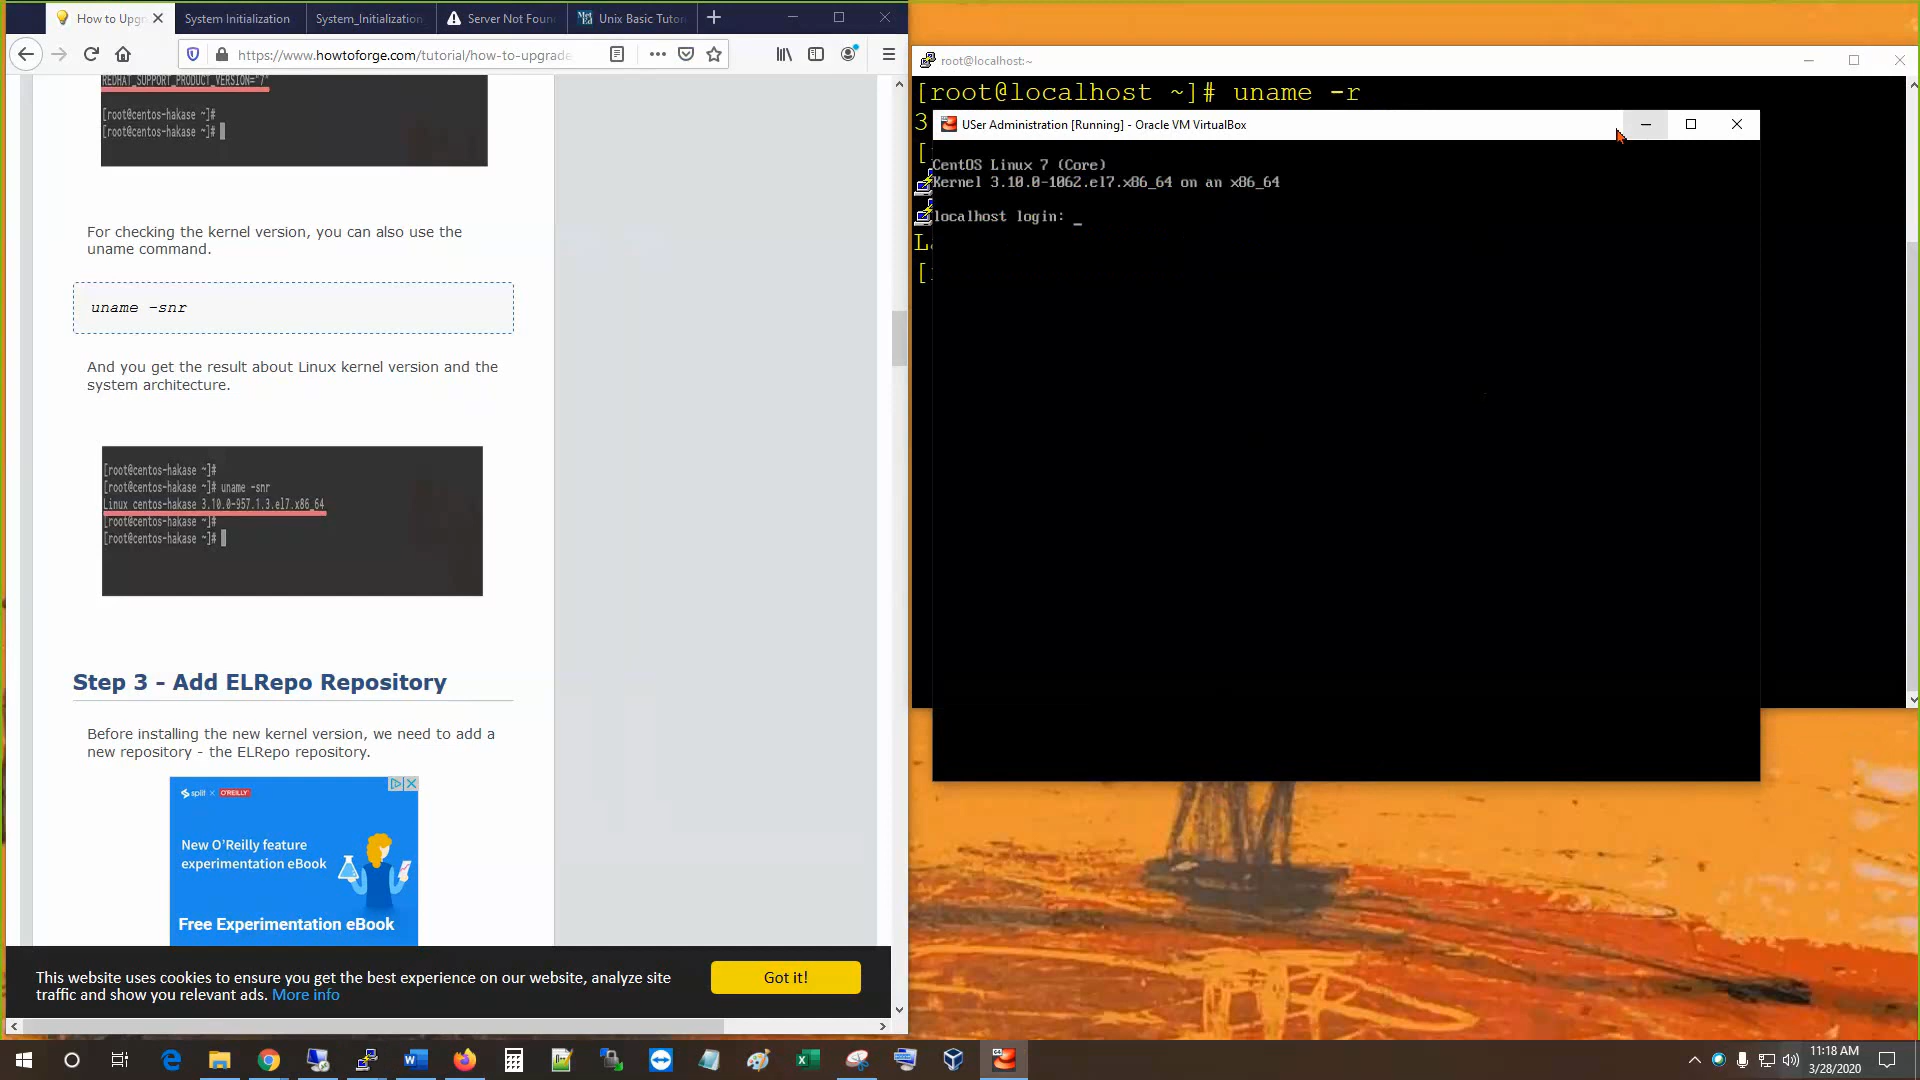 How to Upgr
System Initialization
System_Initialization
Server Not Foun
Unix Basic Tutor
https://www.howtoforge.com/tutorial/how-to-upgrade
REDHAT_SUPPORT_PRODUCT_VERSION="7"
[root@centos-hakase ~]#
[root@centos-hakase ~]#
For checking the kernel version, you can also use the
uname command.
uname -snr
And you get the result about Linux kernel version and the
system architecture.
[root@centos-hakase ~]#
[root@centos-hakase ~]# uname -snr
Linux centos-hakase 3.10.0-957.1.3.el7.x86_64
[root@centos-hakase ~]#
[root@centos-hakase ~]#
Step 3 - Add ELRepo Repository
Before installing the new kernel version, we need to add a
new repository - the ELRepo repository.
split x O'REILLY
New O'Reilly feature
experimentation eBook
Free Experimentation eBook
This website uses cookies to ensure you get the best experience on our website, analyze site
traffic and show you relevant ads. More info
Got it!
root@localhost:~
[root@localhost ~]# uname -r
3
[
L
[
USer Administration [Running] - Oracle VM VirtualBox
CentOS Linux 7 (Core)
Kernel 3.10.0-1062.el7.x86_64 on an x86_64
localhost login: _
11:18 AM
3/28/2020